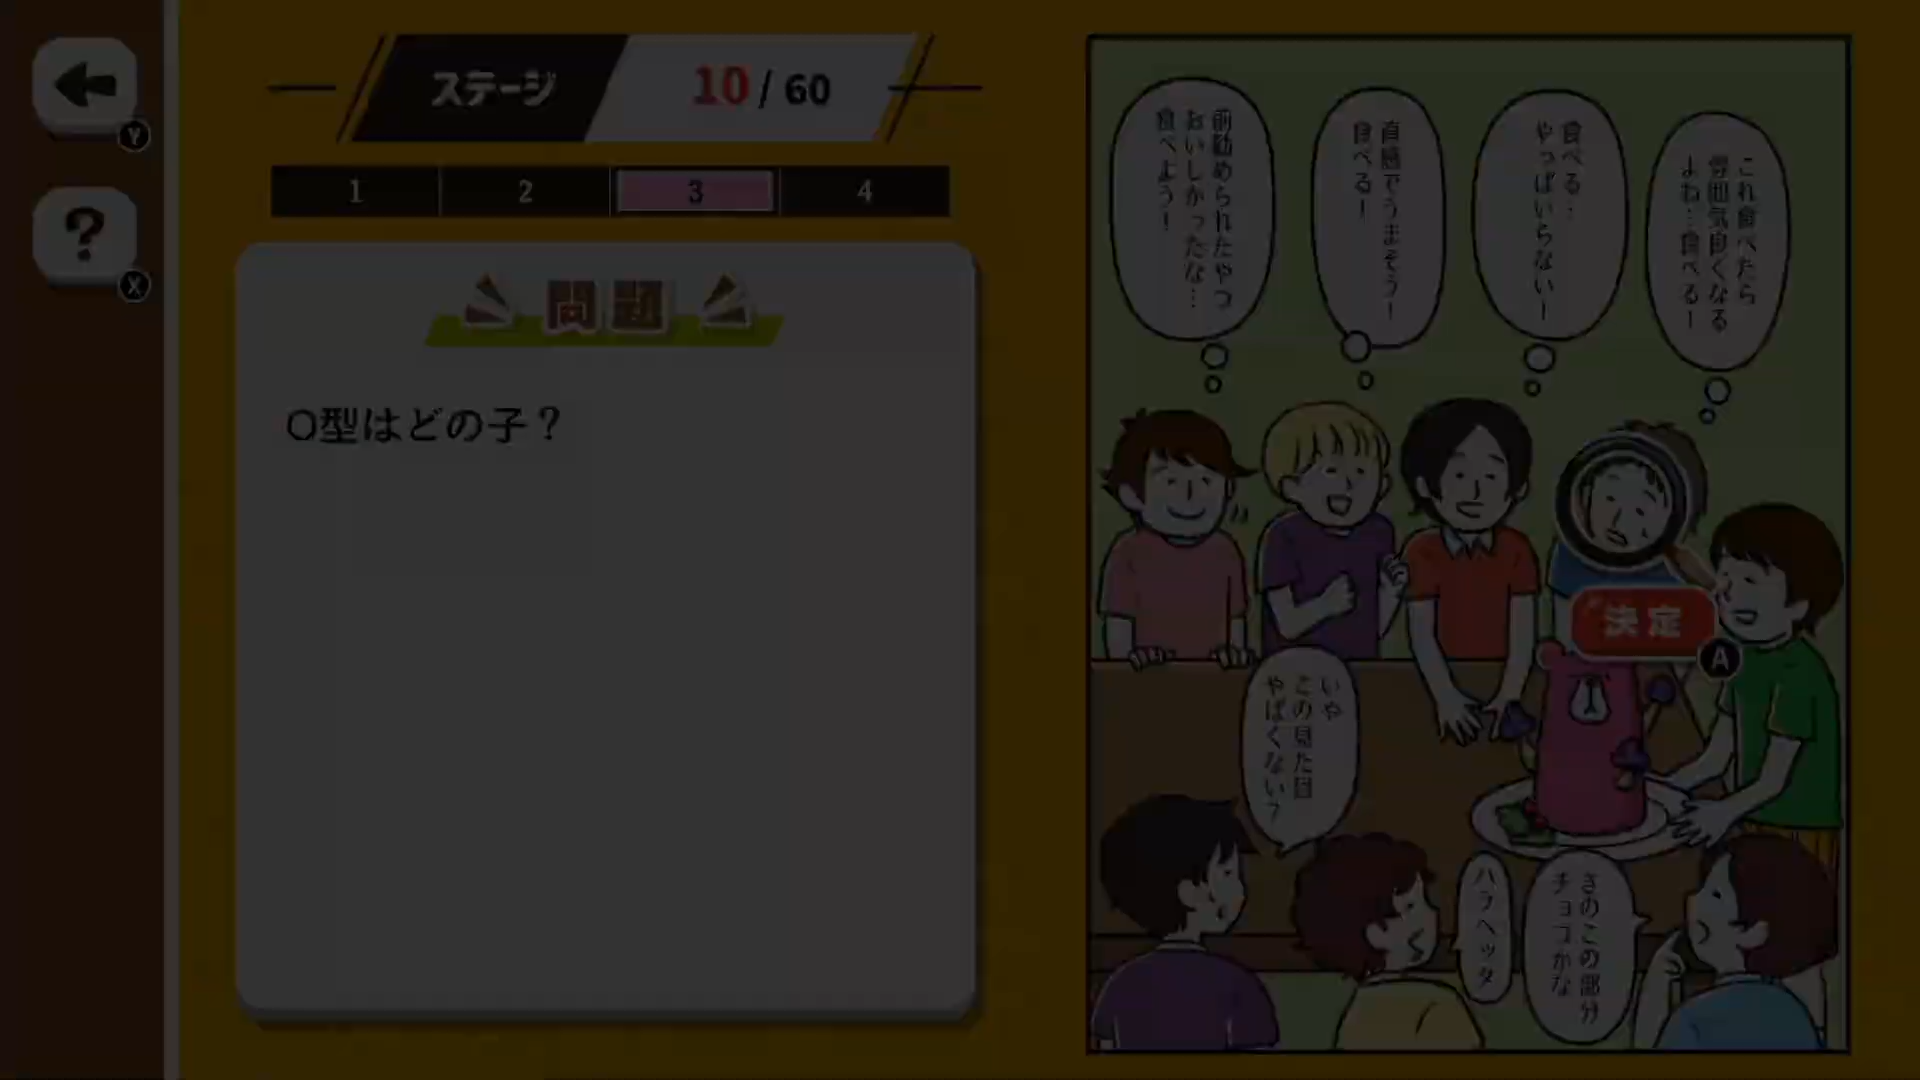 ステージ 10 / 60
1 2 3 4
Y
?
X
問題
O型はどの子？
前勧められたやつ
おいしかったな…
食べよう！
直感でうまそう！
食べる！
食べる…
やっぱいらない！
これ食べたら
雰囲気良くなる
よね…食べる！
決定
A
いや
この見た目
やばくない？
ハラヘッタ
きのこの部分
チョコかな